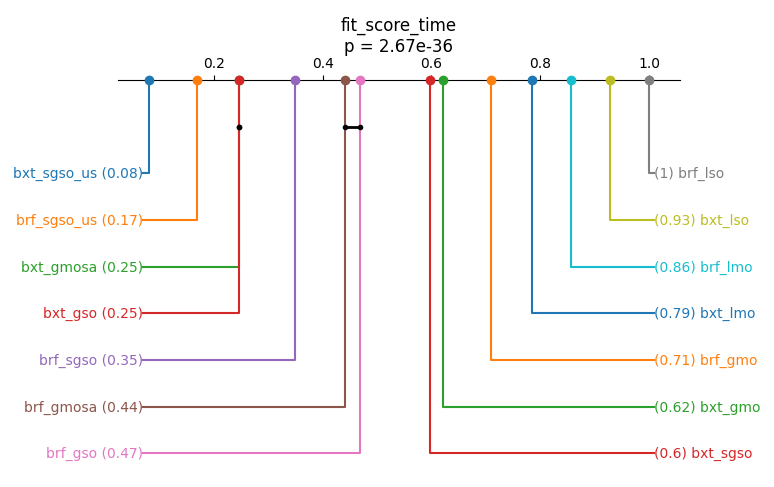 fit_score_time
p = 2.67e-36
0.2 0.4 0.6 0.8 1.0
bxt_sgso_us (0.08) (1) brf_lso
brf_sgso_us (0.17) (0.93) bxt_lso
bxt_gmosa (0.25) (0.86) brf_lmo
bxt_gso (0.25) (0.79) bxt_lmo
brf_sgso (0.35) (0.71) brf_gmo
brf_gmosa (0.44) (0.62) bxt_gmo
brf_gso (0.47) (0.6) bxt_sgso